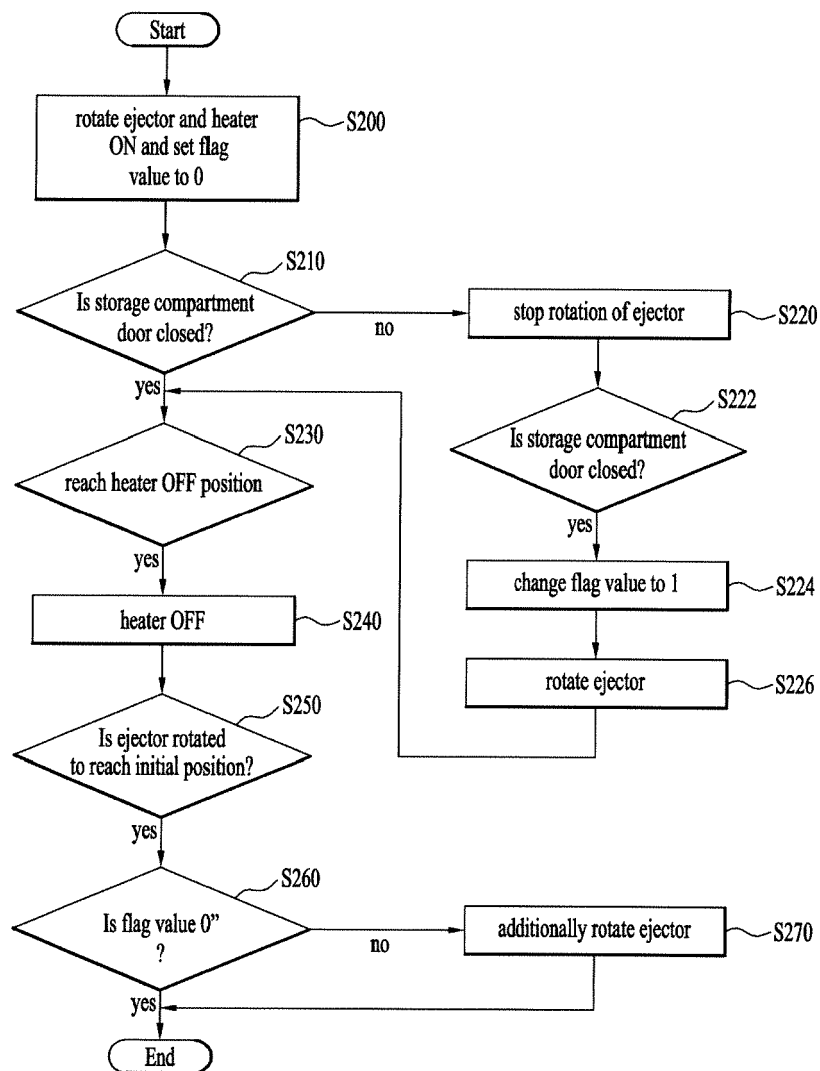 Start
rotate ejector and heater
ON and set flag
value to 0
S200
S210
Is storage compartment
door closed?
no
yes
stop rotation of ejector
S220
S222
Is storage compartment
door closed?
yes
change flag value to 1
S224
rotate ejector
S226
S230
reach heater OFF position
yes
heater OFF
S240
S250
Is ejector rotated
to reach initial position?
yes
S260
Is flag value 0”
?
no
yes
additionally rotate ejector
S270
End